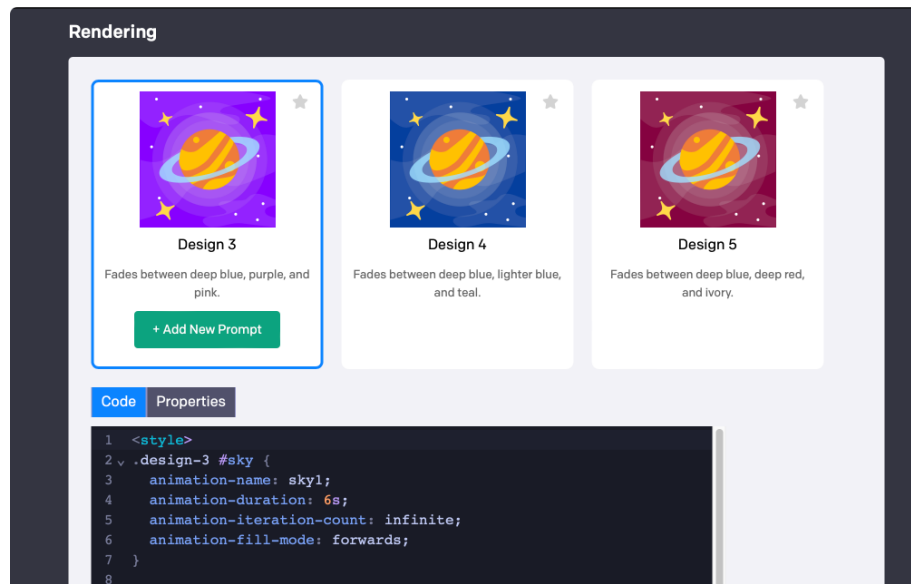 Rendering
Design 3
Fades between deep blue, purple, and
pink.
+ Add New Prompt
Design 4
Fades between deep blue, lighter blue,
and teal.
Design 5
Fades between deep blue, deep red,
and ivory.
Code Properties
1 <style>
2 .design-3 #sky {
3 animation-name: sky1;
4 animation-duration: 6s;
5 animation-iteration-count: infinite;
6 animation-fill-mode: forwards;
7 }
8